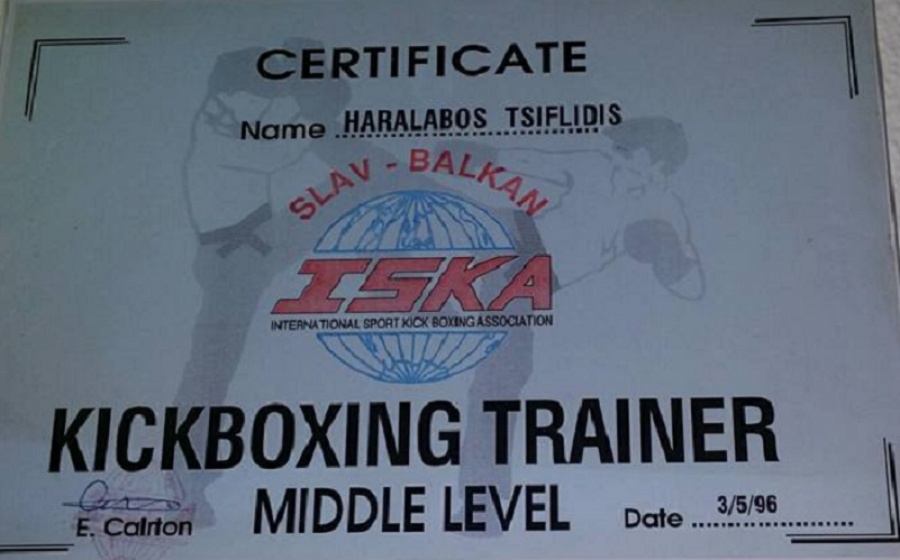 CERTIFICATE
Name HARALABOS TSIFLIDIS
SLAV - BALKAN
ISKA
INTERNATIONAL SPORT KICK BOXING ASSOCIATION
KICKBOXING TRAINER
MIDDLE LEVEL
E. Calrton
Date 3/5/96